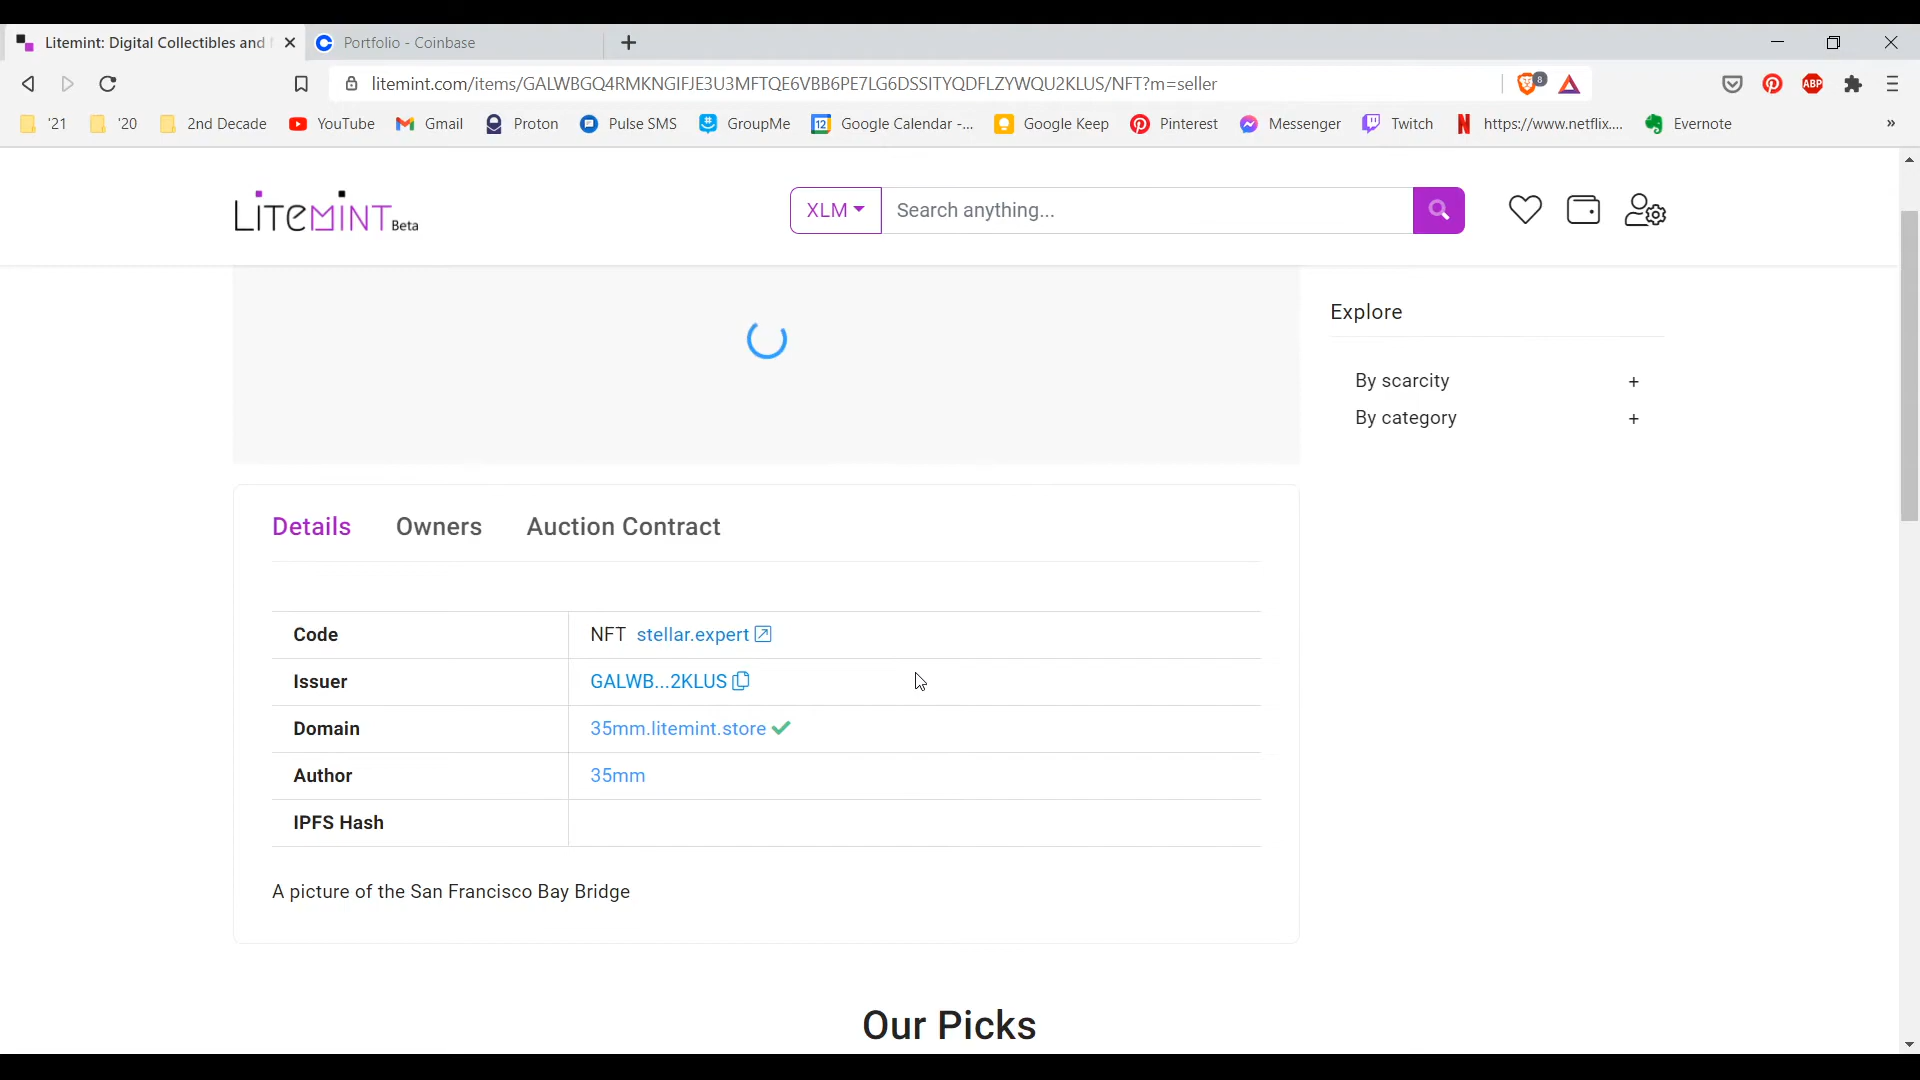 Litemint: Digital Collectibles and
Portfolio - Coinbase
litemint.com/items/GALWBGQ4RMKNGIFJE3U3MFTQE6VBB6PE7LG6DSSITYQDFLZYWQU2KLUS/NFT?m=seller
8
ABP
'21 '20 2nd Decade YouTube Gmail Proton Pulse SMS GroupMe 12 Google Calendar -... Google Keep Pinterest Messenger Twitch https://www.netflix.... Evernote »
LiteMINT Beta
XLM
Search anything...
Explore
By scarcity +
By category +
Details Owners Auction Contract
Code NFT stellar.expert
Issuer GALWB...2KLUS
Domain 35mm.litemint.store
Author 35mm
IPFS Hash
A picture of the San Francisco Bay Bridge
Our Picks